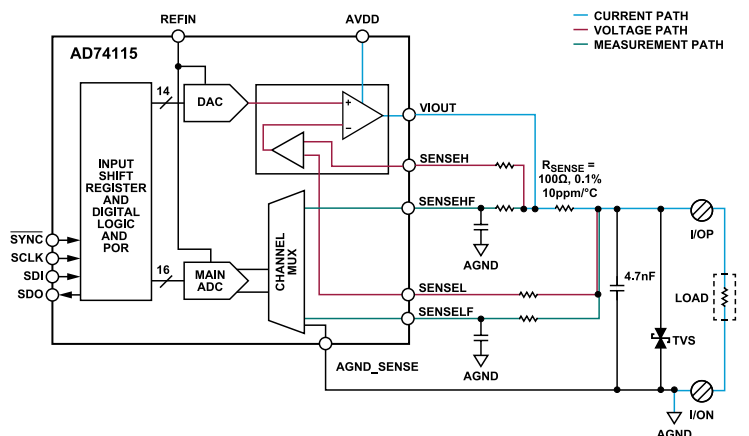 REFIN
AVDD
CURRENT PATH
VOLTAGE PATH
MEASUREMENT PATH
AD74115
14
DAC
+
−
VIOUT
SENSEH
RSENSE =
100Ω, 0.1%
10ppm/°C
INPUT
SHIFT
REGISTER
AND
DIGITAL
LOGIC
AND
POR
SENSEHF
AGND
I/OP
SYNC
SCLK
SDI
SDO
16
MAIN
ADC
CHANNEL
MUX
4.7nF
LOAD
SENSEL
SENSELF
TVS
AGND
AGND_SENSE
I/ON
AGND